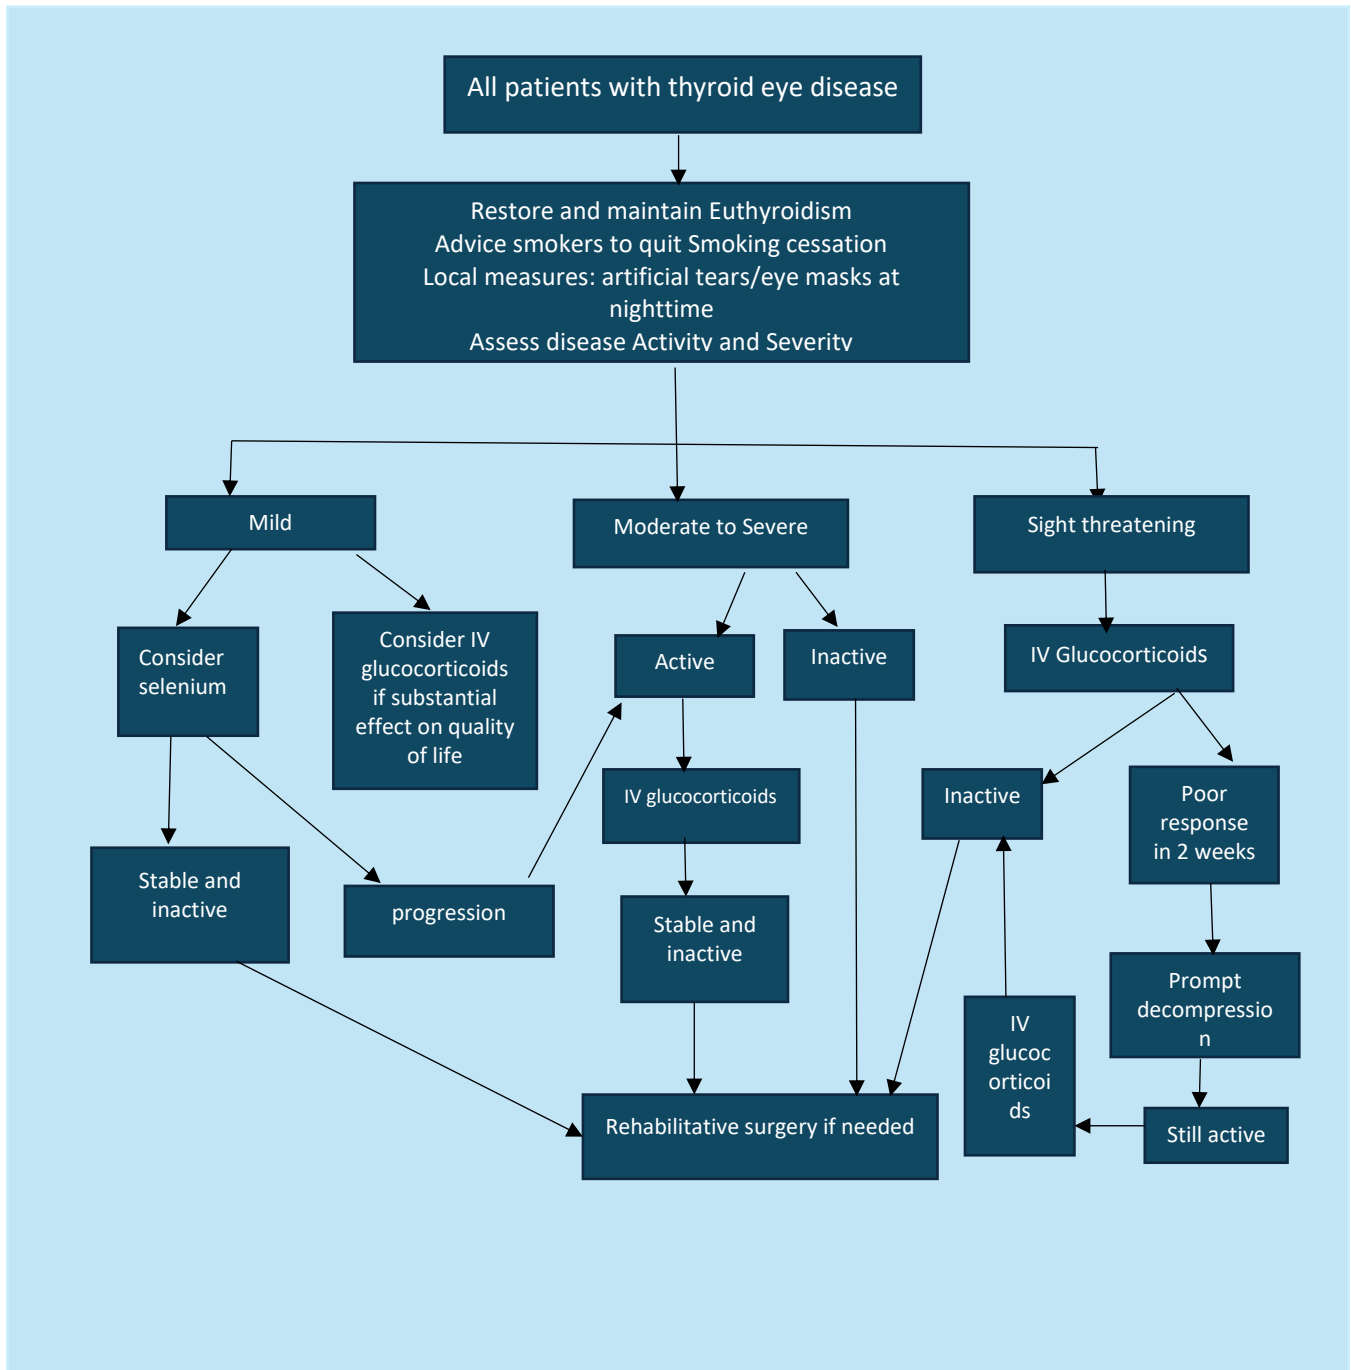 All patients with thyroid eye disease
Restore and maintain Euthyroidism
Advice smokers to quit Smoking cessation
Local measures: artificial tears/eye masks at
nighttime
Assess disease Activity and Severity
Mild
Moderate to Severe
Sight threatening
Consider
selenium
Consider IV
glucocorticoids
if substantial
effect on quality
of life
Active
Inactive
IV Glucocorticoids
IV glucocorticoids
Inactive
Poor
response
in 2 weeks
Stable and
inactive
progression
Stable and
inactive
Prompt
decompressio
n
IV
glucoc
orticoi
ds
Rehabilitative surgery if needed
Still active